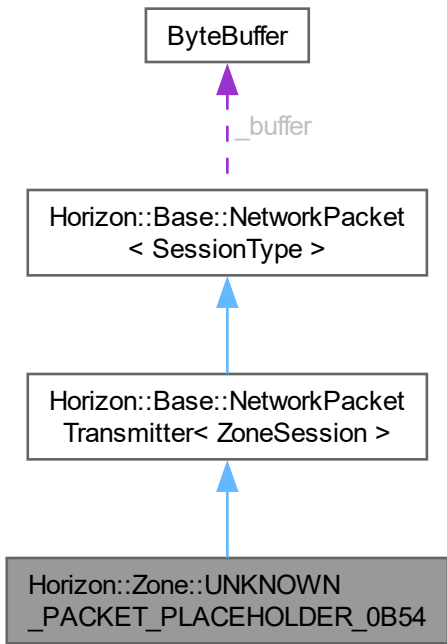 ByteBuffer
_buffer
Horizon::Base::NetworkPacket
< SessionType >
Horizon::Base::NetworkPacket
Transmitter< ZoneSession >
Horizon::Zone::UNKNOWN
_PACKET_PLACEHOLDER_0B54